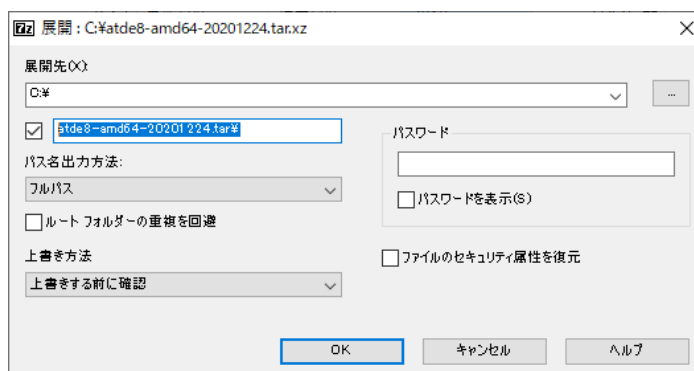 7z 展開 : C:¥atde8-amd64-20201224.tar.xz
展開先(X):
C:¥
...
atde8-amd64-20201224.tar¥
パスワード
パス名出力方法:
フルパス
パスワードを表示(S)
ルート フォルダーの重複を回避
上書き方法
ファイルのセキュリティ属性を復元
上書きする前に確認
OK
キャンセル
ヘルプ